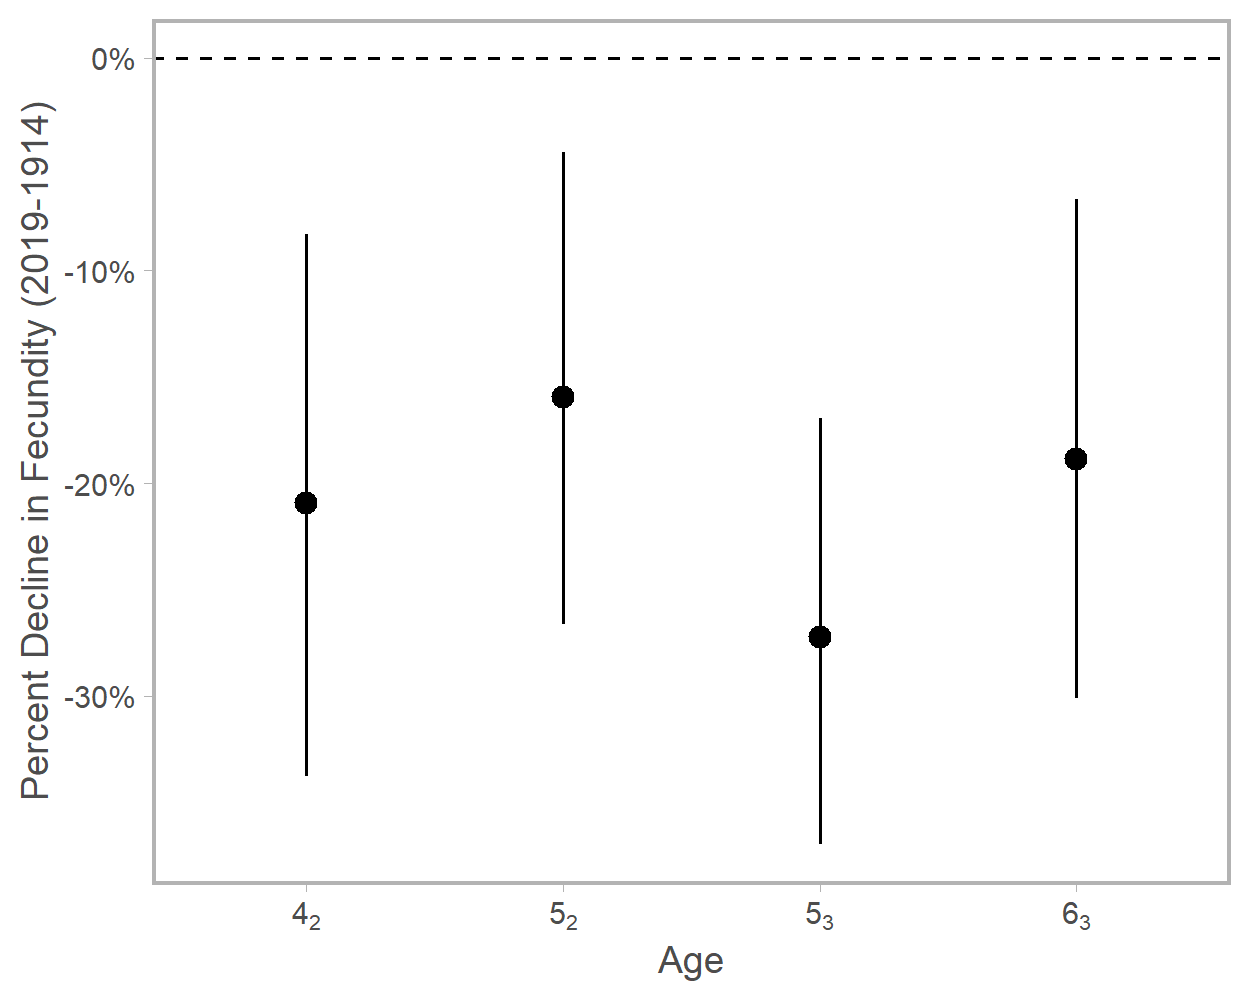 Percent Decline in Fecundity (2019-1914)
0%
-10%
-20%
-30%
4₂ 5₂ 5₃ 6₃
Age